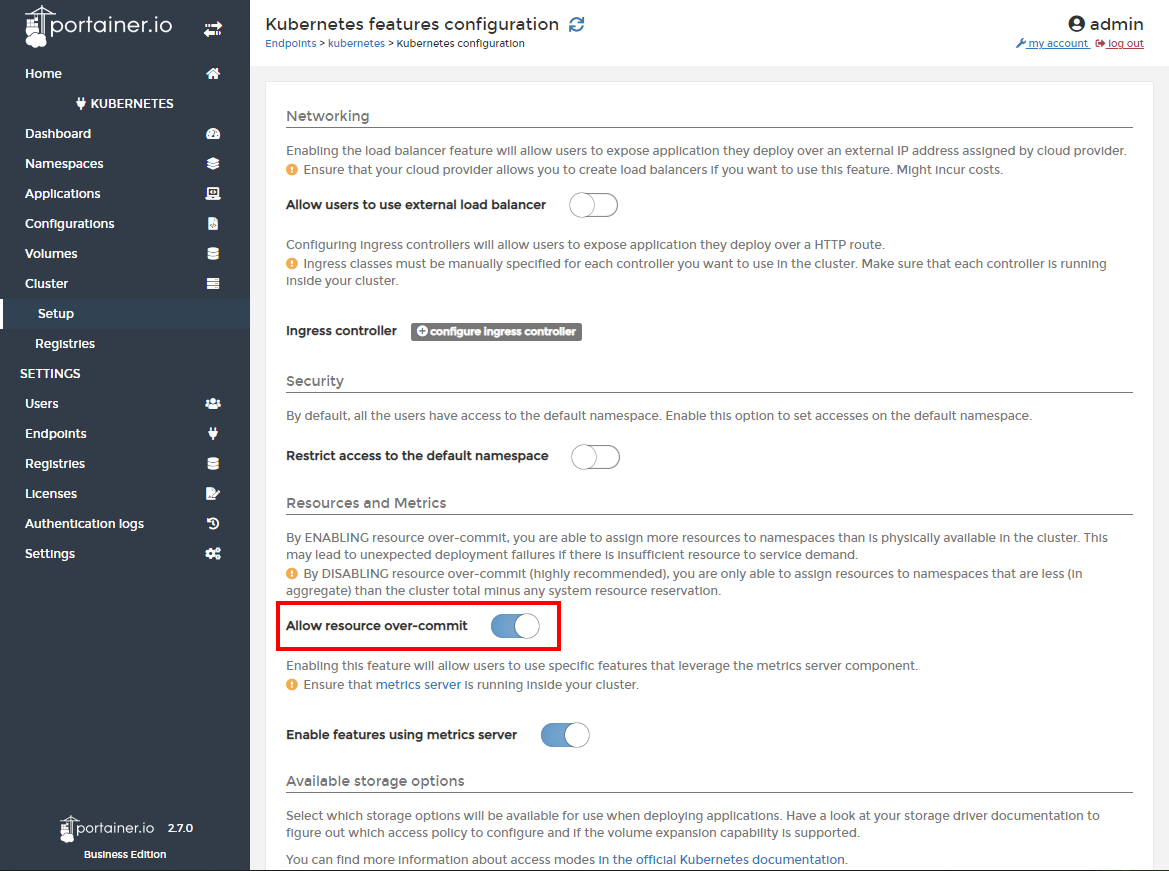 portainer.io
Home
KUBERNETES
Dashboard
Namespaces
Applications
Configurations
Volumes
Cluster
Setup
Registries
SETTINGS
Users
Endpoints
Registries
Licenses
Authentication logs
Settings
portainer.io 2.7.0
Business Edition
Kubernetes features configuration
Endpoints > kubernetes > Kubernetes configuration
admin
my account log out
Networking
Enabling the load balancer feature will allow users to expose application they deploy over an external IP address assigned by cloud provider.
Ensure that your cloud provider allows you to create load balancers if you want to use this feature. Might incur costs.
Allow users to use external load balancer
Configuring ingress controllers will allow users to expose application they deploy over a HTTP route.
Ingress classes must be manually specified for each controller you want to use in the cluster. Make sure that each controller is running
inside your cluster.
Ingress controller configure ingress controller
Security
By default, all the users have access to the default namespace. Enable this option to set accesses on the default namespace.
Restrict access to the default namespace
Resources and Metrics
By ENABLING resource over-commit, you are able to assign more resources to namespaces than is physically available in the cluster. This
may lead to unexpected deployment failures if there is insufficient resource to service demand.
By DISABLING resource over-commit (highly recommended), you are only able to assign resources to namespaces that are less (in
aggregate) than the cluster total minus any system resource reservation.
Allow resource over-commit
Enabling this feature will allow users to use specific features that leverage the metrics server component.
Ensure that metrics server is running inside your cluster.
Enable features using metrics server
Available storage options
Select which storage options will be available for use when deploying applications. Have a look at your storage driver documentation to
figure out which access policy to configure and if the volume expansion capability is supported.
You can find more information about access modes in the official Kubernetes documentation.